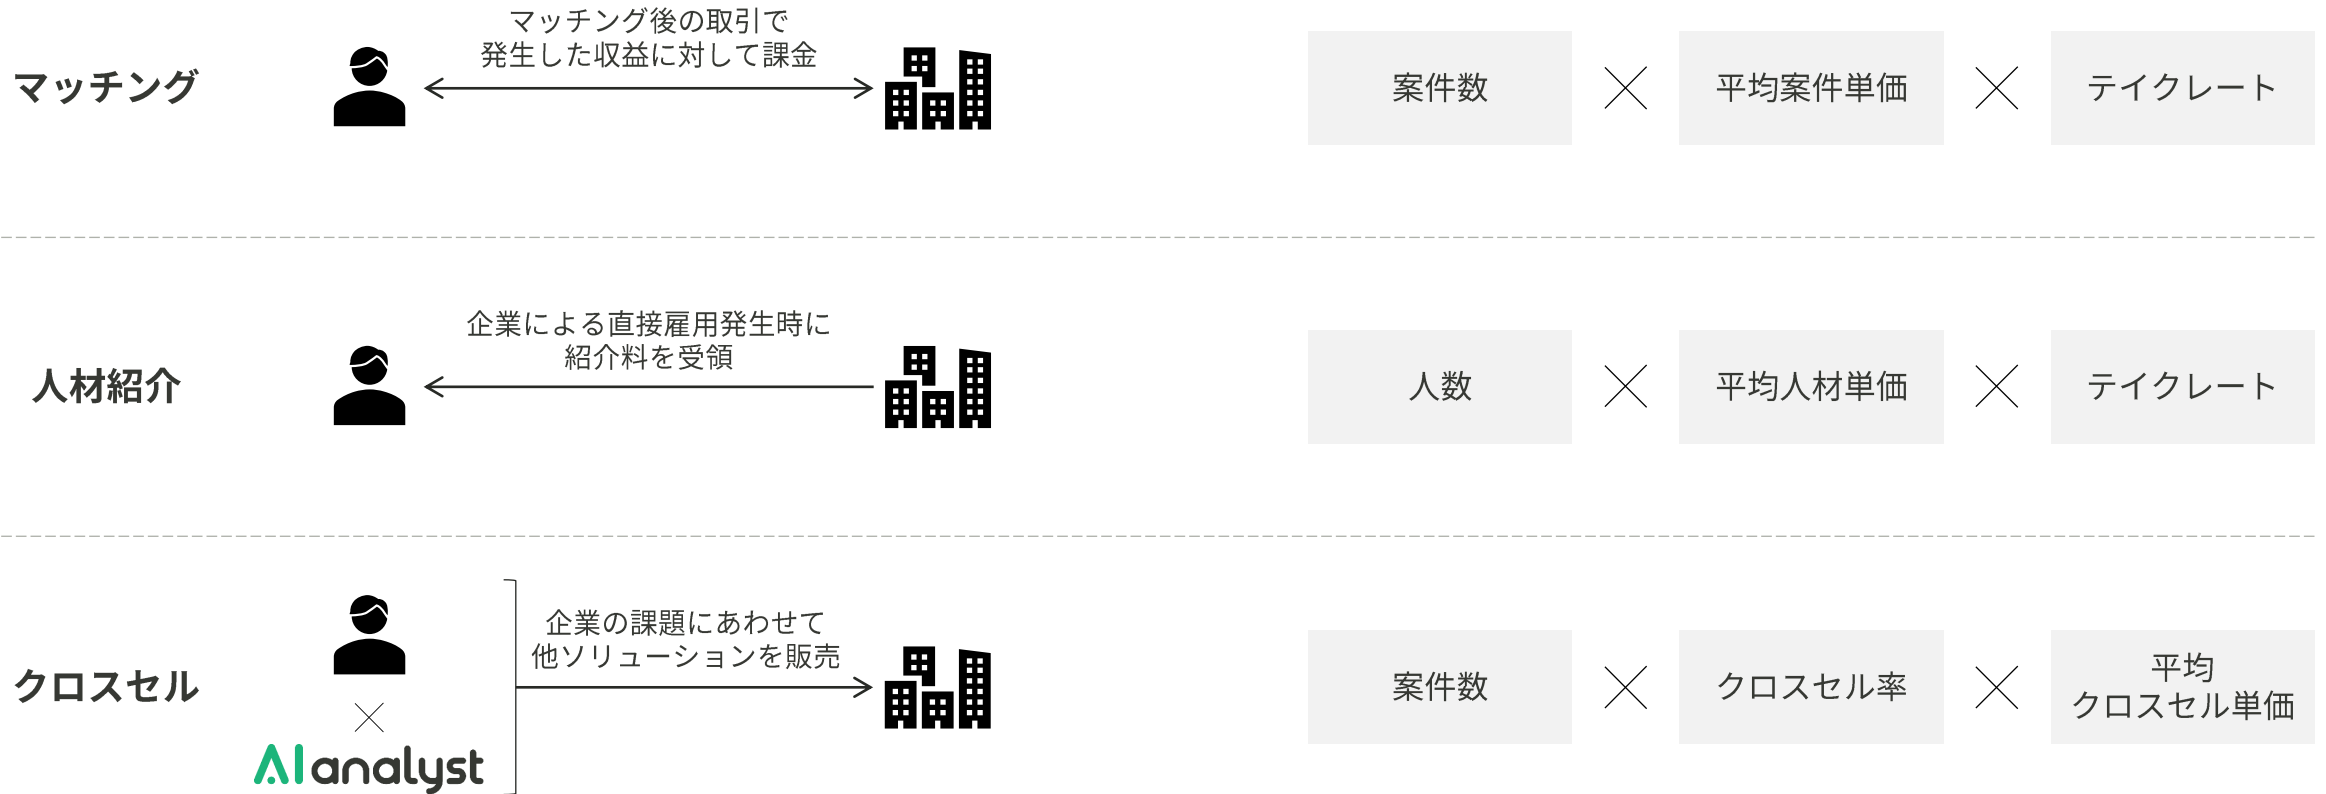 マッチング
マッチング後の取引で
発生した収益に対して課金
案件数
平均案件単価
テイクレート
人材紹介
企業による直接雇用発生時に
紹介料を受領
人数
平均人材単価
テイクレート
クロスセル
AI analyst
企業の課題にあわせて
他ソリューションを販売
案件数
クロスセル率
平均
クロスセル単価